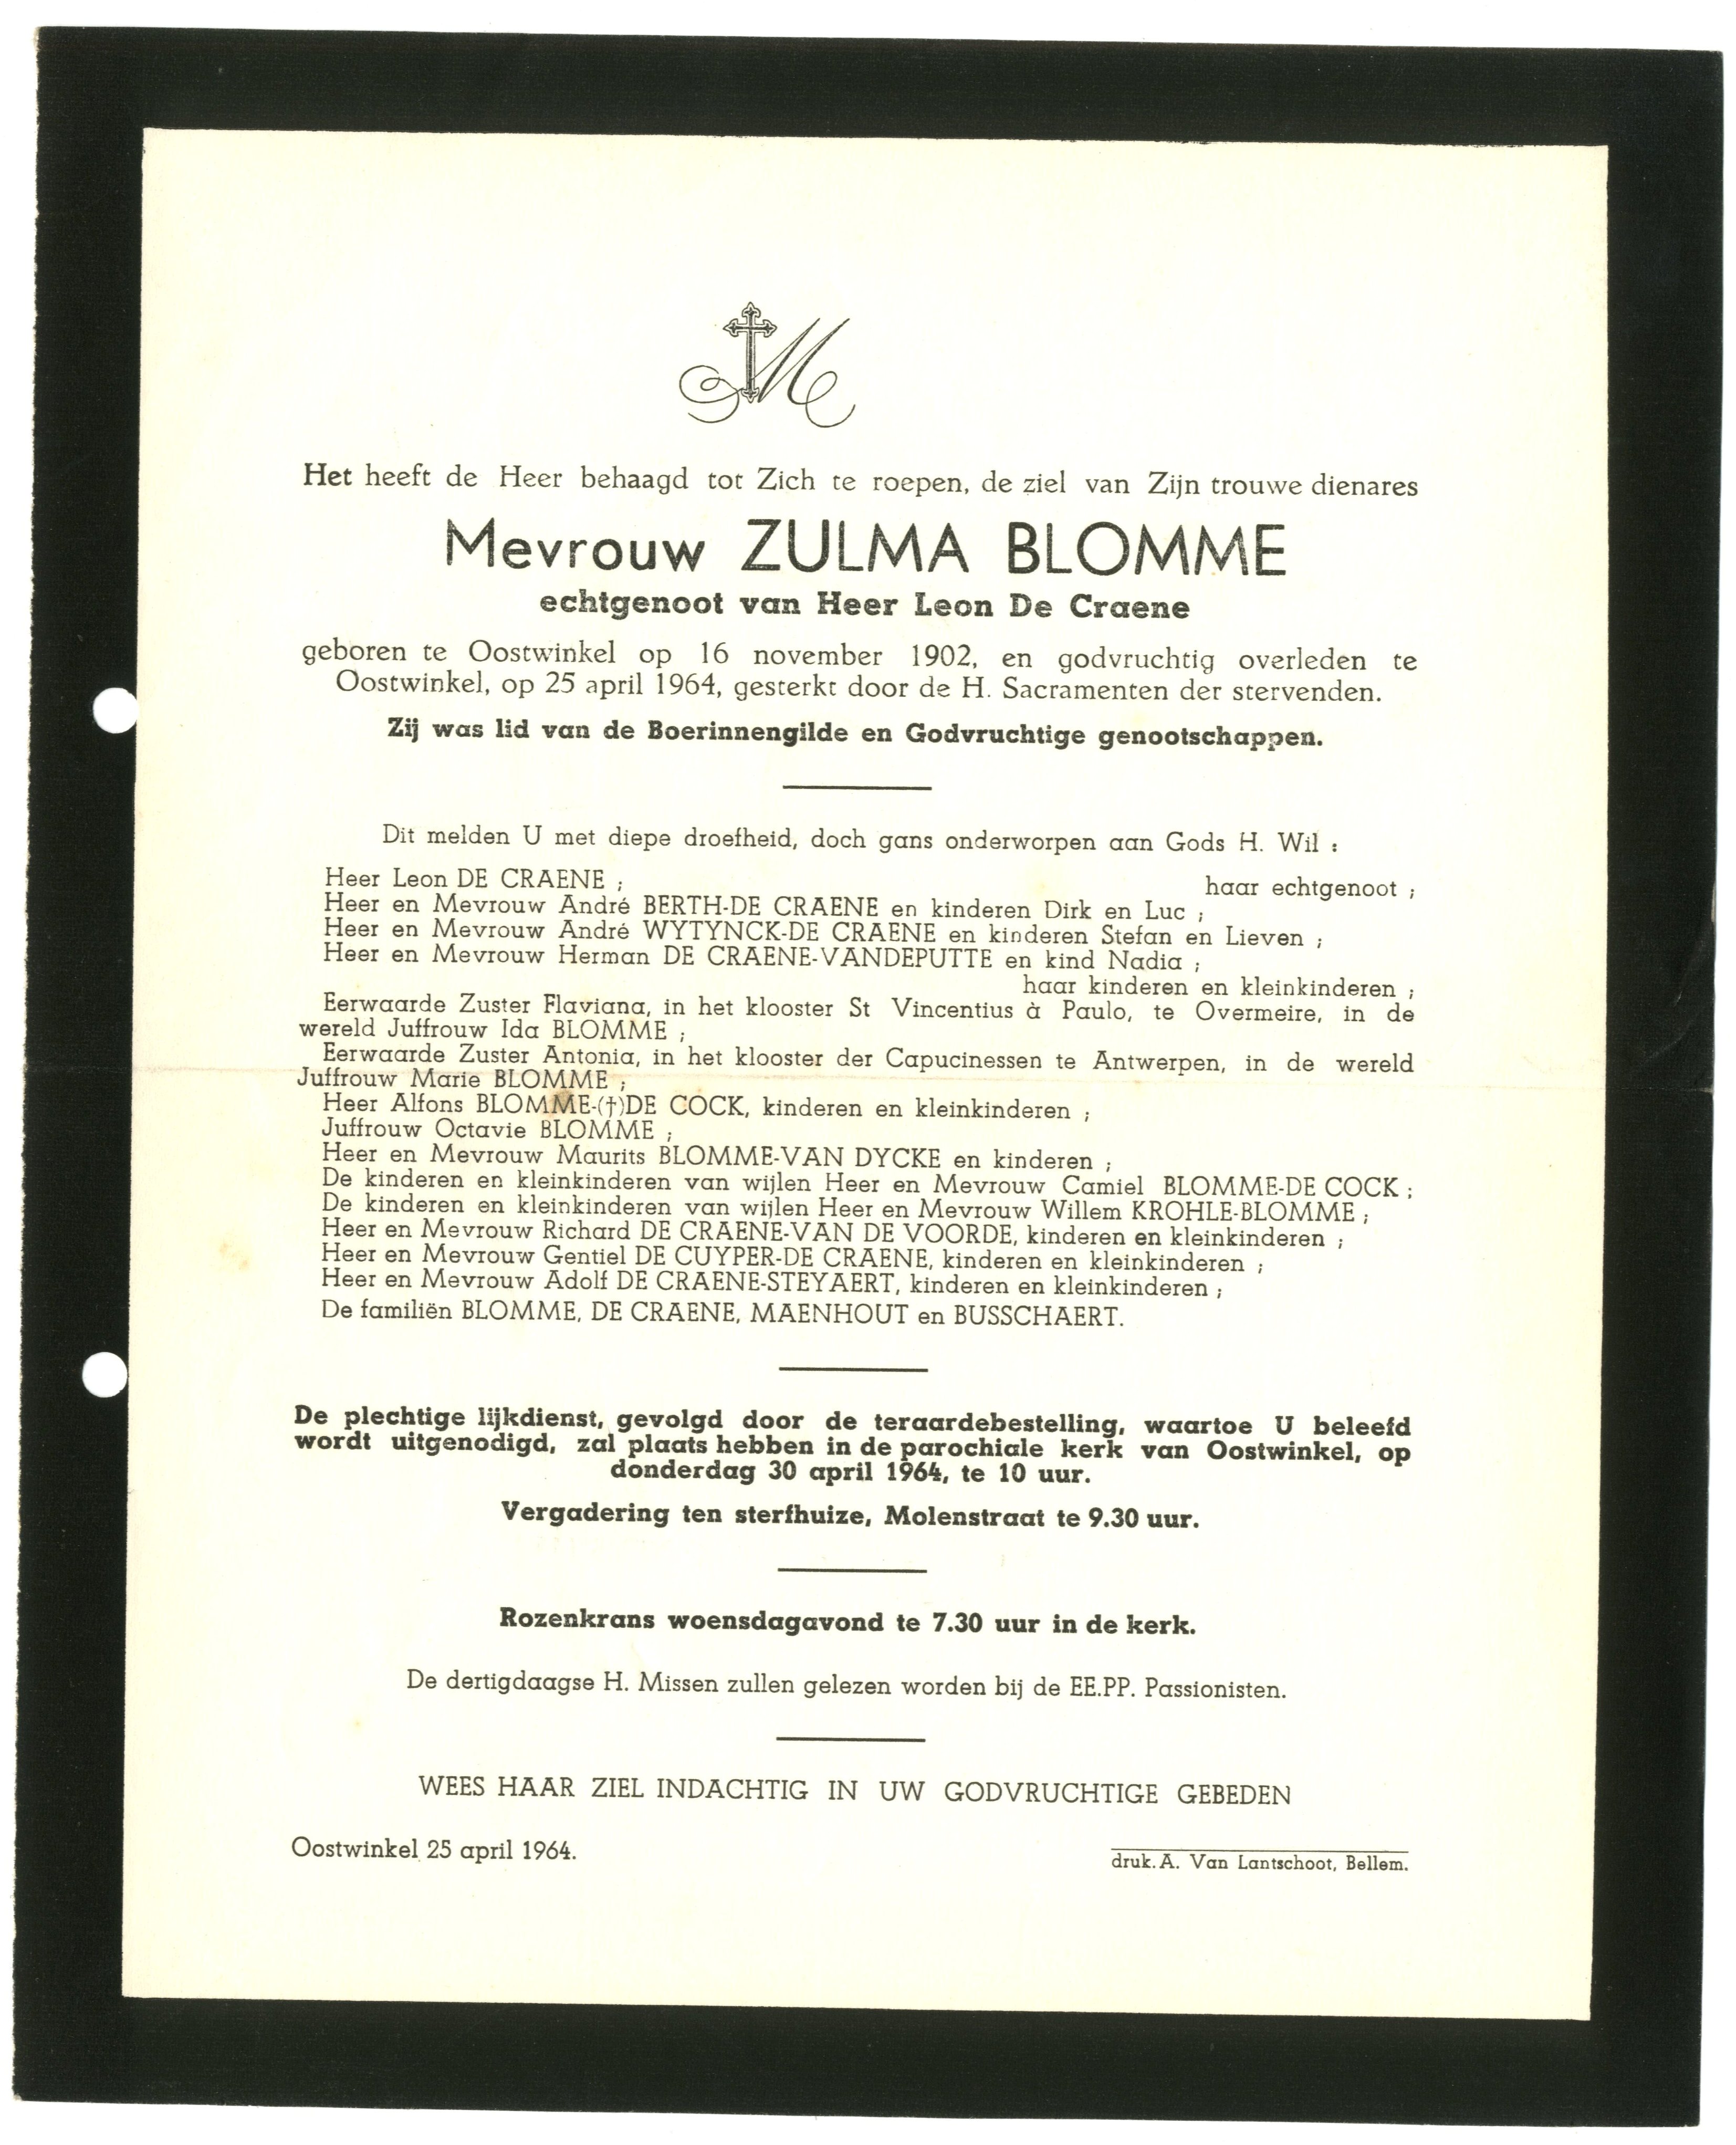 M
Het heeft de Heer behaagd tot Zich te roepen, de ziel van Zijn trouwe dienares
Mevrouw ZULMA BLOMME
echtgenoot van Heer Leon De Craene
geboren te Oostwinkel op 16 november 1902, en godvruchtig overleden te
Oostwinkel, op 25 april 1964, gesterkt door de H. Sacramenten der stervenden.
Zij was lid van de Boerinnengilde en Godvruchtige genootschappen.
Dit melden U met diepe droefheid, doch gans onderworpen aan Gods H. Wil :
Heer Leon DE CRAENE ; haar echtgenoot ;
Heer en Mevrouw André BERTH-DE CRAENE en kinderen Dirk en Luc ;
Heer en Mevrouw André WYTYNCK-DE CRAENE en kinderen Stefan en Lieven ;
Heer en Mevrouw Herman DE CRAENE-VANDEPUTTE en kind Nadia ;
haar kinderen en kleinkinderen ;
Eerwaarde Zuster Flaviana, in het klooster St Vincentius à Paulo, te Overmeire, in de
wereld Juffrouw Ida BLOMME ;
Eerwaarde Zuster Antonia, in het klooster der Capucinessen te Antwerpen, in de wereld
Juffrouw Marie BLOMME ;
Heer Alfons BLOMME-(†)DE COCK, kinderen en kleinkinderen ;
Juffrouw Octavie BLOMME ;
Heer en Mevrouw Maurits BLOMME-VAN DYCKE en kinderen ;
De kinderen en kleinkinderen van wijlen Heer en Mevrouw Camiel BLOMME-DE COCK ;
De kinderen en kleinkinderen van wijlen Heer en Mevrouw Willem KROHLE-BLOMME ;
Heer en Mevrouw Richard DE CRAENE-VAN DE VOORDE, kinderen en kleinkinderen ;
Heer en Mevrouw Gentiel DE CUYPER-DE CRAENE, kinderen en kleinkinderen ;
Heer en Mevrouw Adolf DE CRAENE-STEYAERT, kinderen en kleinkinderen ;
De familiën BLOMME, DE CRAENE, MAENHOUT en BUSSCHAERT.
De plechtige lijkdienst, gevolgd door de teraardebestelling, waartoe U beleefd
wordt uitgenodigd, zal plaats hebben in de parochiale kerk van Oostwinkel, op
donderdag 30 april 1964, te 10 uur.
Vergadering ten sterfhuize, Molenstraat te 9.30 uur.
Rozenkrans woensdagavond te 7.30 uur in de kerk.
De dertigdaagse H. Missen zullen gelezen worden bij de EE.PP. Passionisten.
WEES HAAR ZIEL INDACHTIG IN UW GODVRUCHTIGE GEBEDEN
Oostwinkel 25 april 1964.
druk. A. Van Lantschoot, Bellem.